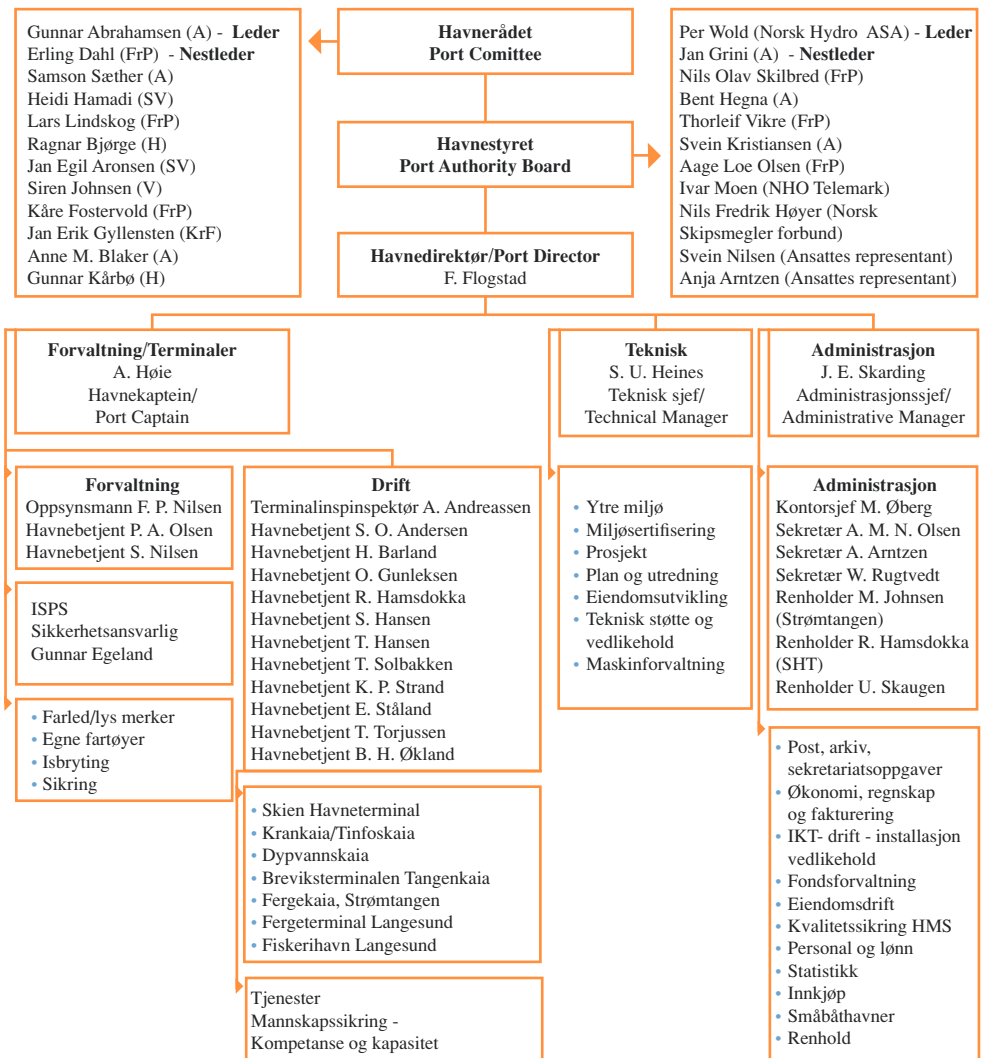 Gunnar Abrahamsen (A) - Leder
Erling Dahl (FrP) - Nestleder
Samson Sæther (A)
Heidi Hamadi (SV)
Lars Lindskog (FrP)
Ragnar Bjørge (H)
Jan Egil Aronsen (SV)
Siren Johnsen (V)
Kåre Fostervold (FrP)
Jan Erik Gyllensten (KrF)
Anne M. Blaker (A)
Gunnar Kårbø (H)
Havnerådet
Port Comittee
Havnestyret
Port Authority Board
Havnedirektør/Port Director
F. Flogstad
Per Wold (Norsk Hydro ASA) - Leder
Jan Grini (A) - Nestleder
Nils Olav Skilbred (FrP)
Bent Hegna (A)
Thorleif Vikre (FrP)
Svein Kristiansen (A)
Aage Loe Olsen (FrP)
Ivar Moen (NHO Telemark)
Nils Fredrik Høyer (Norsk
Skipsmegler forbund)
Svein Nilsen (Ansattes representant)
Anja Arntzen (Ansattes representant)
Forvaltning/Terminaler
A. Høie
Havnekaptein/
Port Captain
Teknisk
S. U. Heines
Teknisk sjef/
Technical Manager
Administrasjon
J. E. Skarding
Administrasjonssjef/
Administrative Manager
Forvaltning
Oppsynsmann F. P. Nilsen
Havnebetjent P. A. Olsen
Havnebetjent S. Nilsen
ISPS
Sikkerhetsansvarlig
Gunnar Egeland
• Farled/lys merker
• Egne fartøyer
• Isbryting
• Sikring
Drift
Terminalinspinspektør A. Andreassen
Havnebetjent S. O. Andersen
Havnebetjent H. Barland
Havnebetjent O. Gunleksen
Havnebetjent R. Hamsdokka
Havnebetjent S. Hansen
Havnebetjent T. Hansen
Havnebetjent T. Solbakken
Havnebetjent K. P. Strand
Havnebetjent E. Ståland
Havnebetjent T. Torjussen
Havnebetjent B. H. Økland
• Skien Havneterminal
• Krankaia/Tinfoskaia
• Dypvannskaia
• Breviksterminalen Tangenkaia
• Fergekaia, Strømtangen
• Fergeterminal Langesund
• Fiskerihavn Langesund
Tjenester
Mannskapssikring -
Kompetanse og kapasitet
• Ytre miljø
• Miljøsertifisering
• Prosjekt
• Plan og utredning
• Eiendomsutvikling
• Teknisk støtte og
vedlikehold
• Maskinforvaltning
Administrasjon
Kontorsjef M. Øberg
Sekretær A. M. N. Olsen
Sekretær A. Arntzen
Sekretær W. Rugtvedt
Renholder M. Johnsen
(Strømtangen)
Renholder R. Hamsdokka
(SHT)
Renholder U. Skaugen
• Post, arkiv,
sekretariatsoppgaver
• Økonomi, regnskap
og fakturering
• IKT- drift - installasjon
vedlikehold
• Fondsforvaltning
• Eiendomsdrift
• Kvalitetssikring HMS
• Personal og lønn
• Statistikk
• Innkjøp
• Småbåthavner
• Renhold